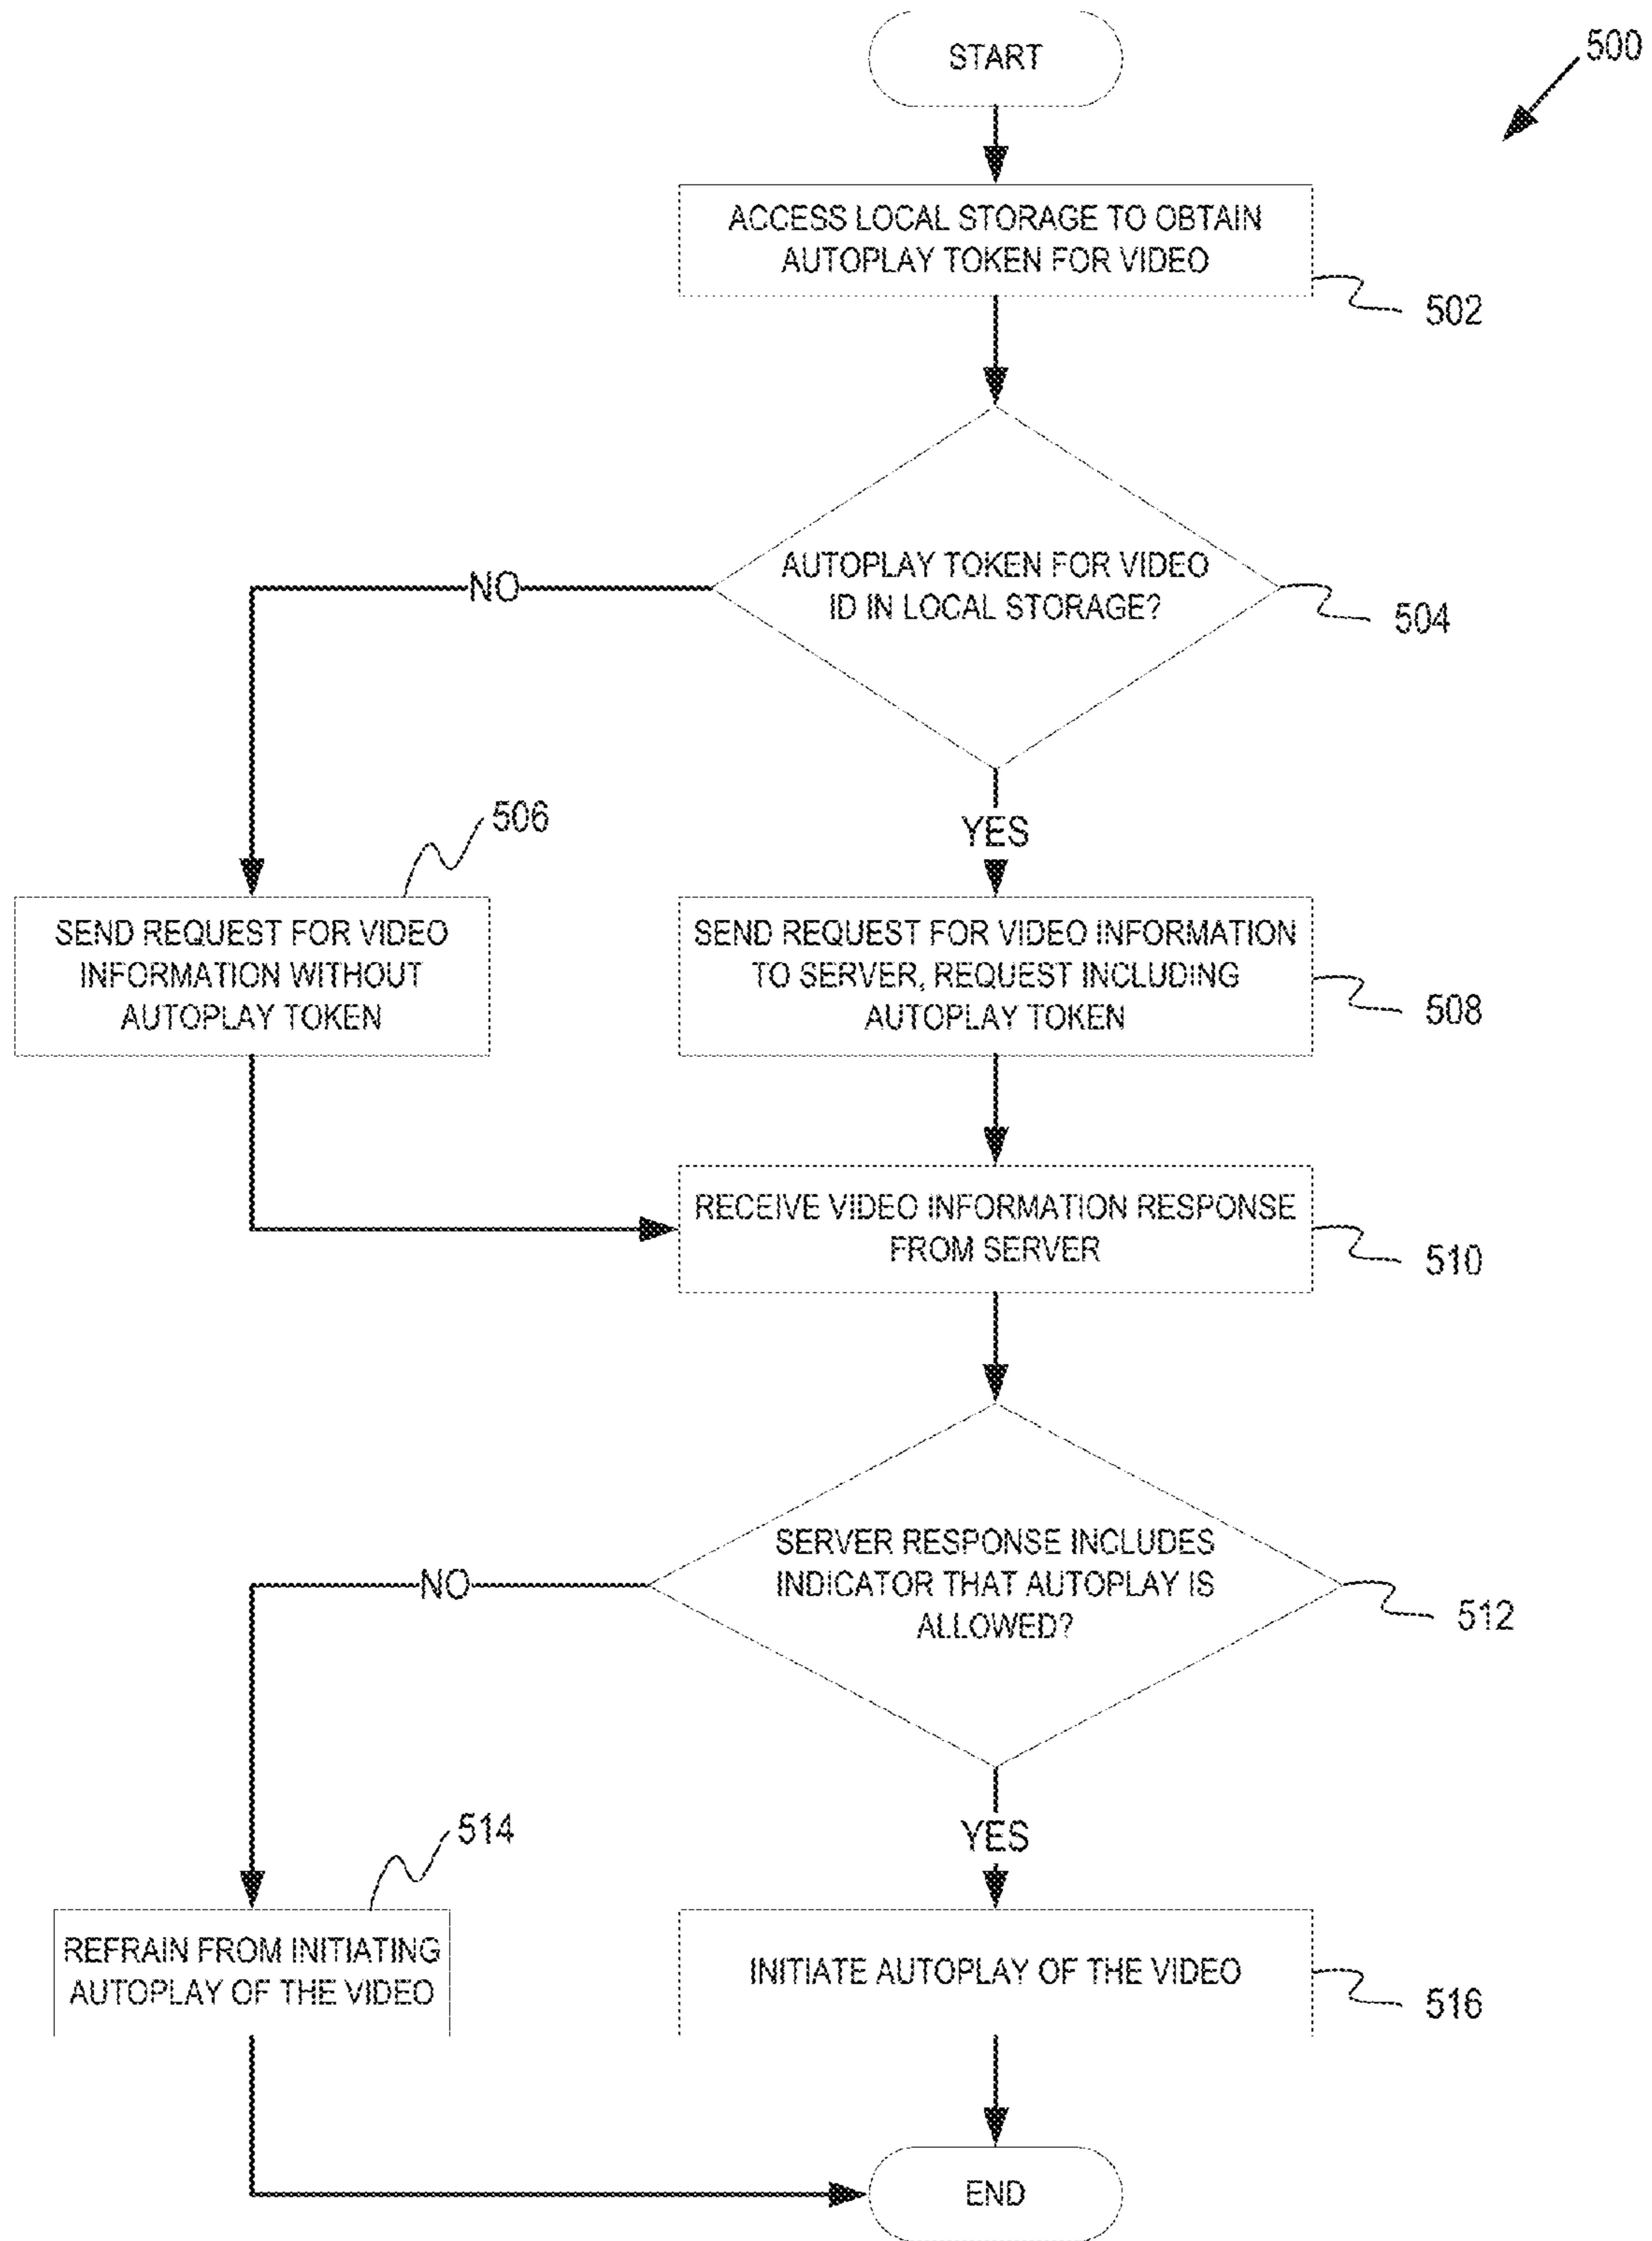 START
500
ACCESS LOCAL STORAGE TO OBTAIN
AUTOPLAY TOKEN FOR VIDEO
502
AUTOPLAY TOKEN FOR VIDEO
ID IN LOCAL STORAGE?
504
NO
YES
506
SEND REQUEST FOR VIDEO
INFORMATION WITHOUT
AUTOPLAY TOKEN
SEND REQUEST FOR VIDEO INFORMATION
TO SERVER, REQUEST INCLUDING
AUTOPLAY TOKEN
508
RECEIVE VIDEO INFORMATION RESPONSE
FROM SERVER
510
SERVER RESPONSE INCLUDES
INDICATOR THAT AUTOPLAY IS
ALLOWED?
512
NO
YES
514
REFRAIN FROM INITIATING
AUTOPLAY OF THE VIDEO
INITIATE AUTOPLAY OF THE VIDEO
516
END